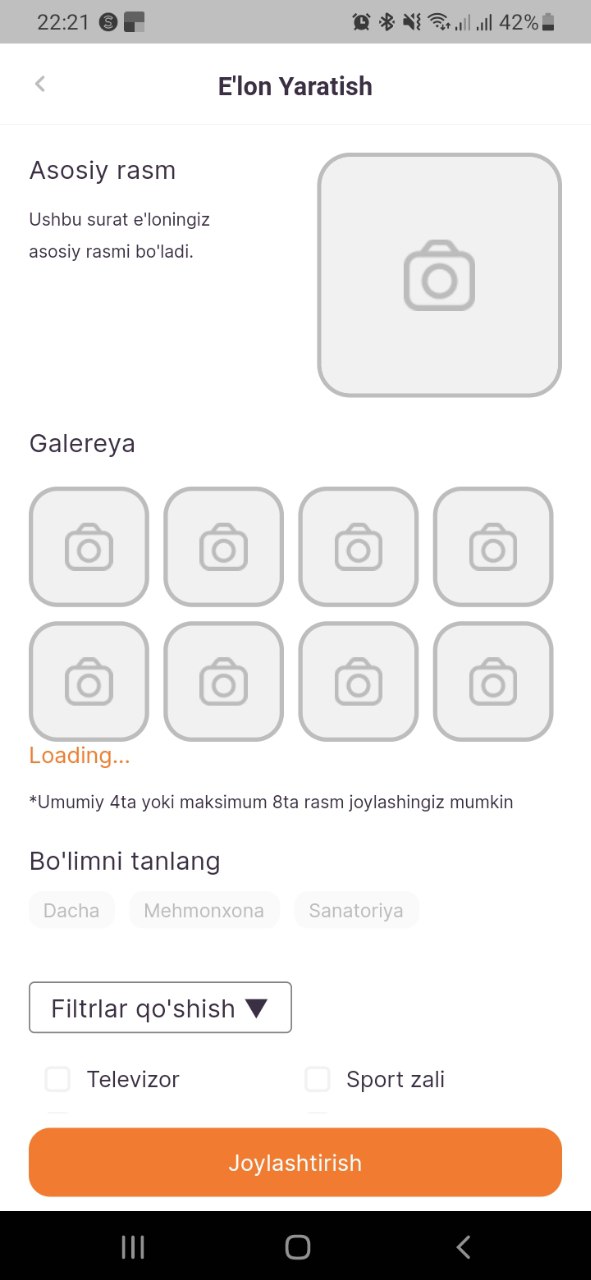 22:21
42%
E'lon Yaratish
Asosiy rasm
Ushbu surat e'loningiz
asosiy rasmi bo'ladi.
Galereya
Loading...
*Umumiy 4ta yoki maksimum 8ta rasm joylashingiz mumkin
Bo'limni tanlang
Dacha Mehmonxona Sanatoriya
Filtrlar qo'shish ▼
Televizor Sport zali
Joylashtirish